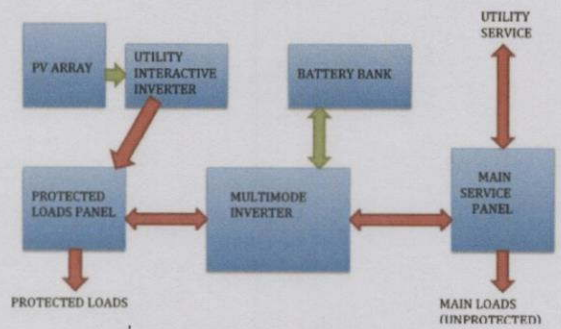 UTILITY
SERVICE
PV ARRAY
UTILITY
INTERACTIVE
INVERTER
BATTERY BANK
PROTECTED
LOADS PANEL
MULTIMODE
INVERTER
MAIN
SERVICE
PANEL
PROTECTED LOADS
MAIN LOADS
(UNPROTECTED)